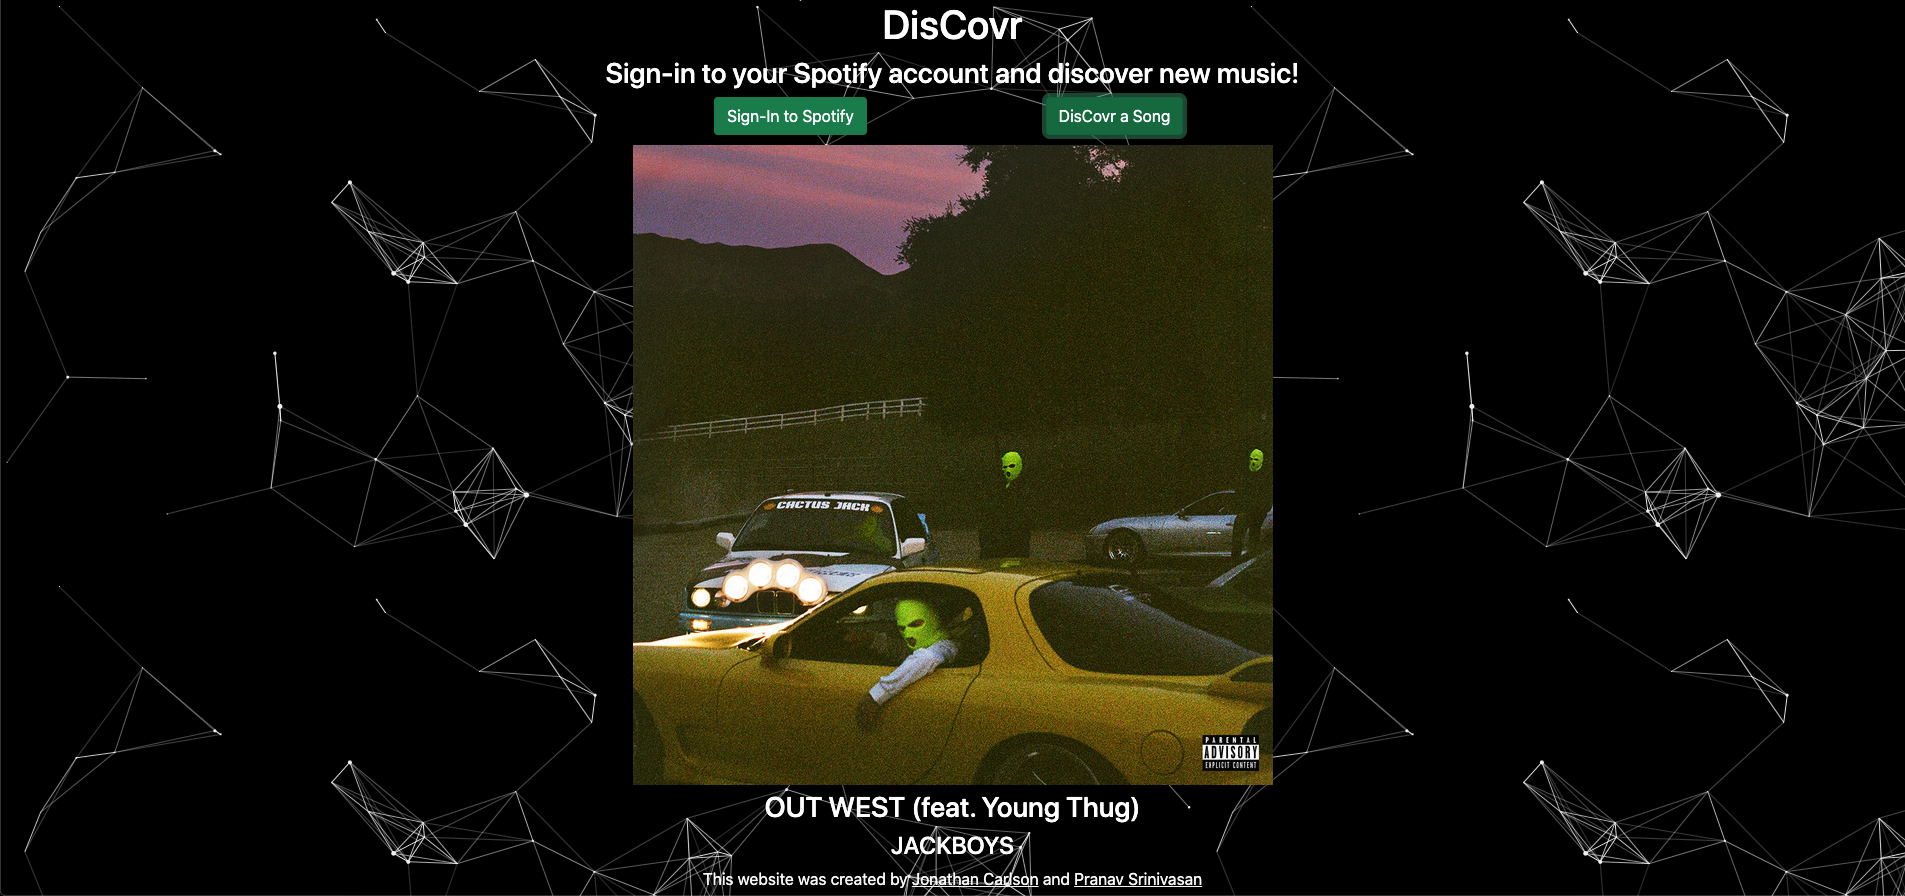 DisCovr
Sign-in to your Spotify account and discover new music!
Sign-In to Spotify
DisCovr a Song
CACTUS JACK
PARENTAL
ADVISORY
EXPLICIT CONTENT
OUT WEST (feat. Young Thug)
JACKBOYS
This website was created by Jonathan Carlson and Pranav Srinivasan